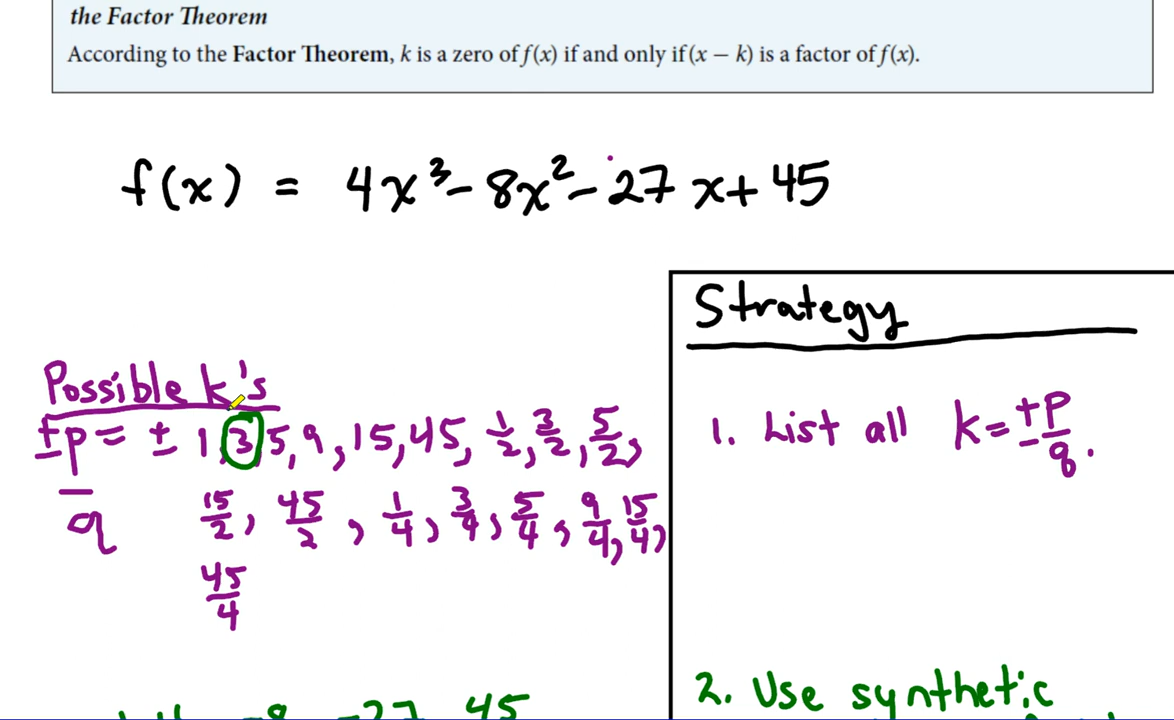 the Factor Theorem
According to the Factor Theorem, k is a zero of f(x) if and only if (x − k) is a factor of f(x).
f(x) = 4x³ - 8x² - 27x + 45
Strategy
Possible k's
±p/q = ± 1, 3, 5, 9, 15, 45, 1/2, 3/2, 5/2,
15/2, 45/2, 1/4, 3/4, 5/4, 9/4, 15/4,
45/4
1. List all k = ±p/q.
2. Use synthetic
-8 -27 45